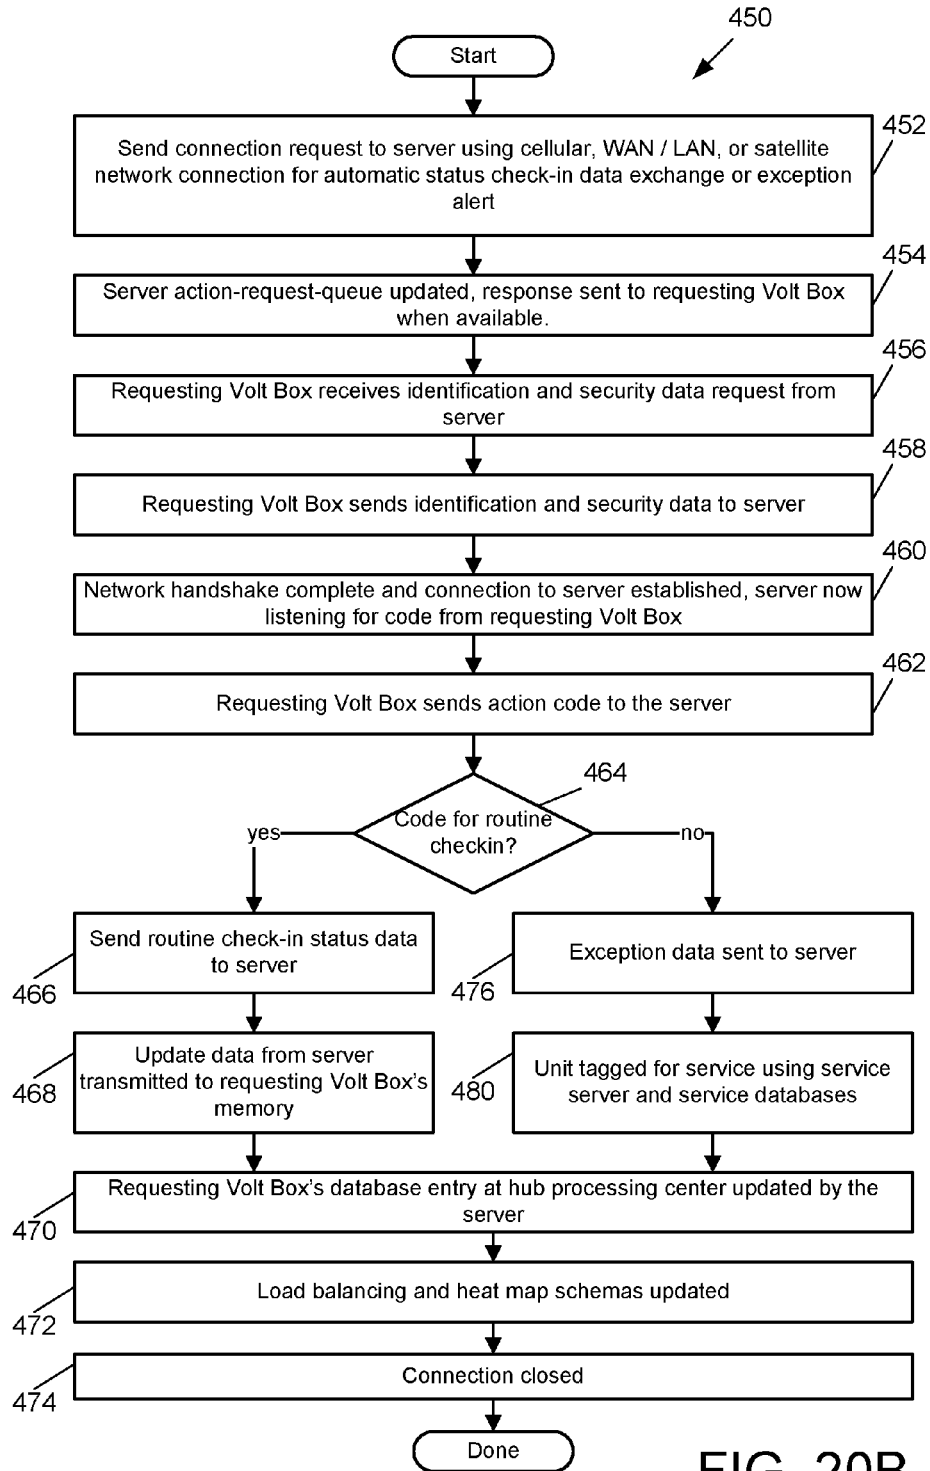 450
Start
452
Send connection request to server using cellular, WAN / LAN, or satellite
network connection for automatic status check-in data exchange or exception
alert
454
Server action-request-queue updated, response sent to requesting Volt Box
when available.
456
Requesting Volt Box receives identification and security data request from
server
458
Requesting Volt Box sends identification and security data to server
460
Network handshake complete and connection to server established, server now
listening for code from requesting Volt Box
462
Requesting Volt Box sends action code to the server
464
Code for routine
checkin?
yes
no
Send routine check-in status data
to server
466
Exception data sent to server
476
Update data from server
transmitted to requesting Volt Box's
memory
468
Unit tagged for service using service
server and service databases
480
Requesting Volt Box's database entry at hub processing center updated by the
server
470
Load balancing and heat map schemas updated
472
Connection closed
474
Done
FIG. 20B